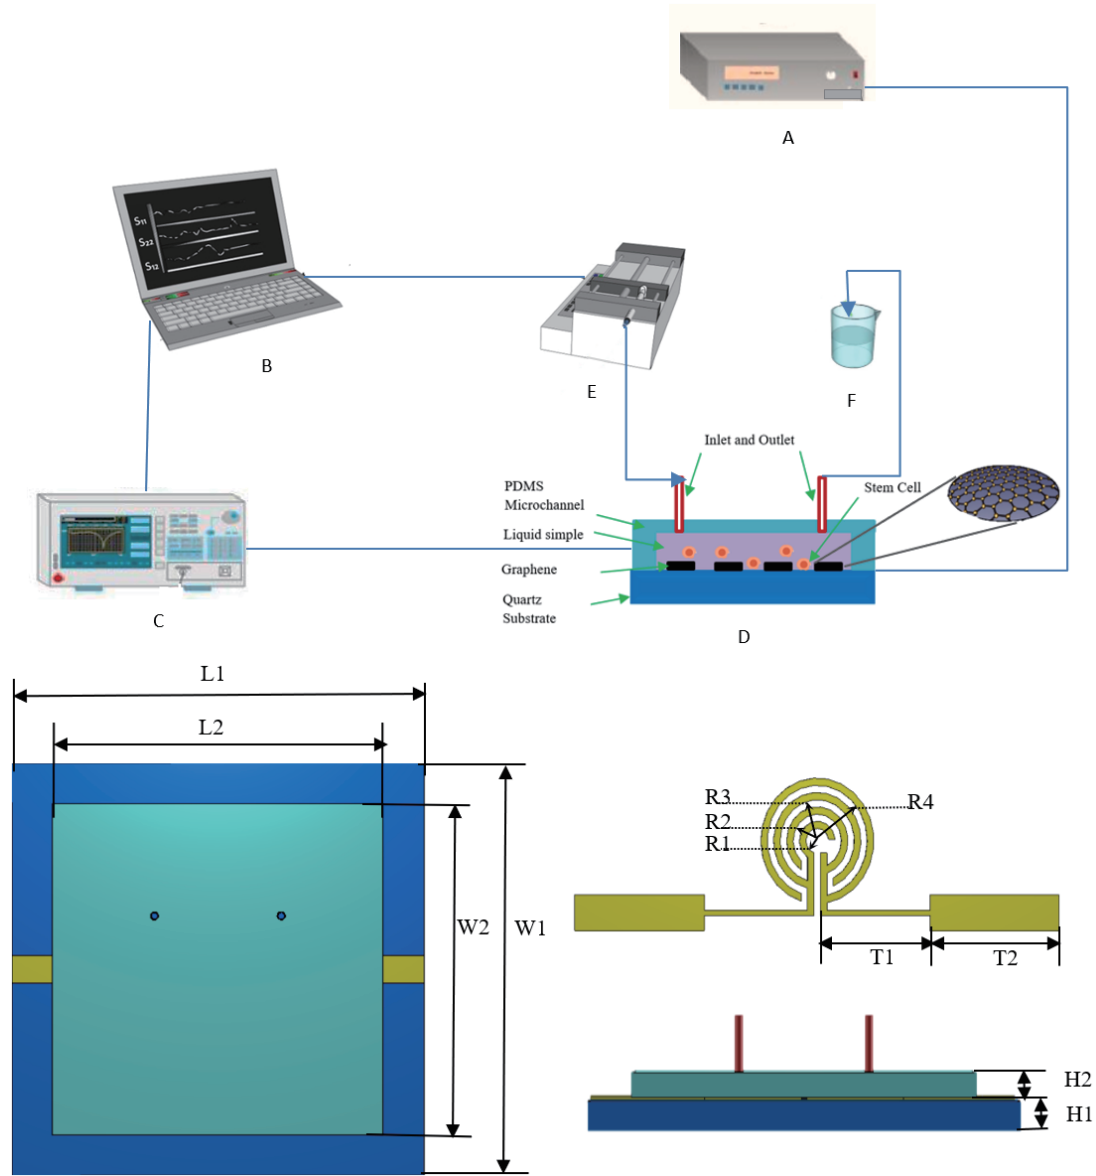 A
S11
S22
S12
B
E
F
Inlet and Outlet
PDMS
Microchannel
Stem Cell
Liquid simple
Graphene
Quartz
Substrate
C
D
L1
L2
W2
W1
R3
R4
R2
R1
T1
T2
H2
H1